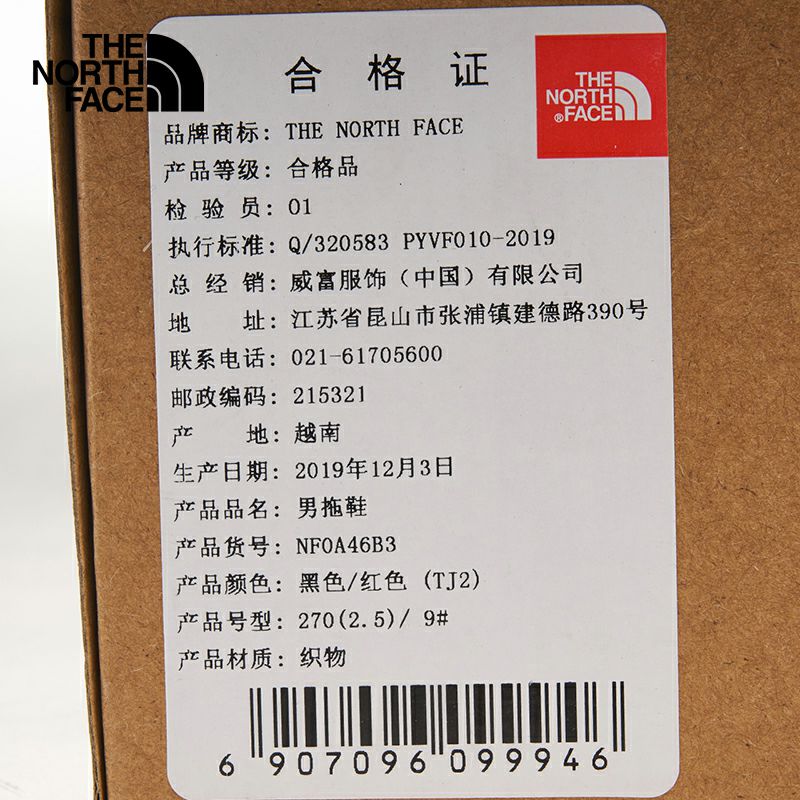 THE
NORTH
FACE
合格证
THE
NORTH
®FACE
品牌商标: THE NORTH FACE
产品等级: 合格品
检 验 员: 01
执行标准: Q/320583 PYVF010-2019
总 经 销: 威富服饰（中国）有限公司
地 址: 江苏省昆山市张浦镇建德路390号
联系电话: 021-61705600
邮政编码: 215321
产 地: 越南
生产日期: 2019年12月3日
产品品名: 男拖鞋
产品货号: NF0A46B3
产品颜色: 黑色/红色 (TJ2)
产品号型: 270(2.5)/ 9#
产品材质: 织物
6 907096 099946